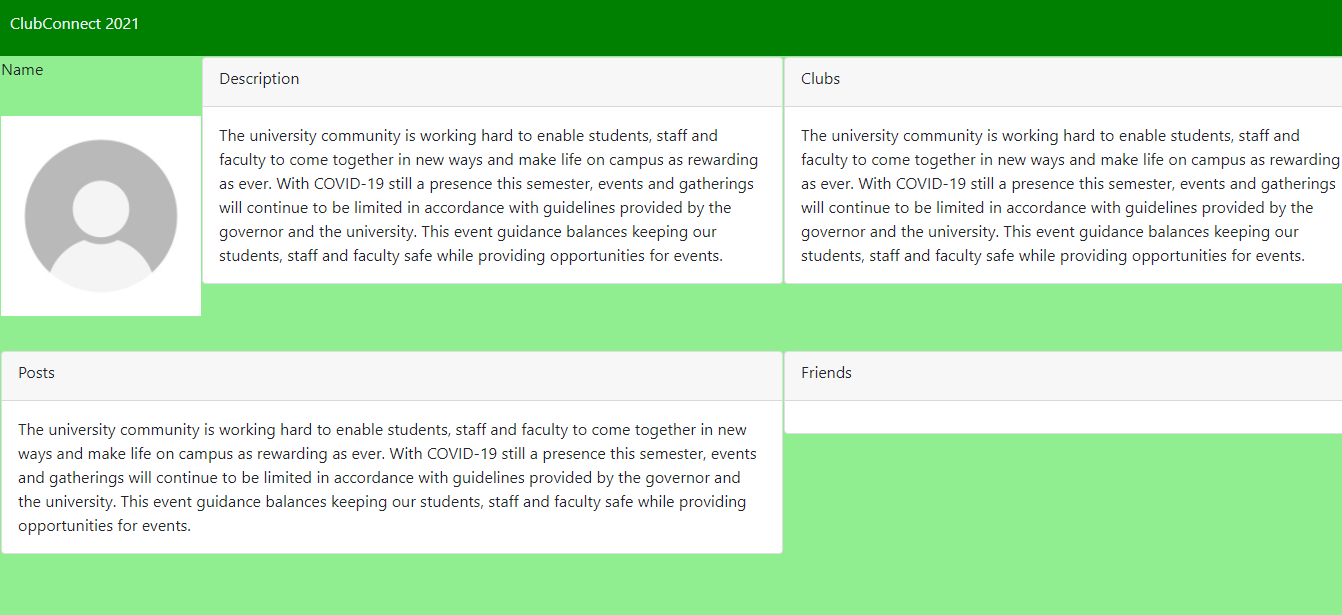 ClubConnect 2021
Name
Description
The university community is working hard to enable students, staff and
faculty to come together in new ways and make life on campus as rewarding
as ever. With COVID-19 still a presence this semester, events and gatherings
will continue to be limited in accordance with guidelines provided by the
governor and the university. This event guidance balances keeping our
students, staff and faculty safe while providing opportunities for events.
Clubs
The university community is working hard to enable students, staff and
faculty to come together in new ways and make life on campus as rewarding
as ever. With COVID-19 still a presence this semester, events and gatherings
will continue to be limited in accordance with guidelines provided by the
governor and the university. This event guidance balances keeping our
students, staff and faculty safe while providing opportunities for events.
Posts
The university community is working hard to enable students, staff and faculty to come together in new
ways and make life on campus as rewarding as ever. With COVID-19 still a presence this semester, events
and gatherings will continue to be limited in accordance with guidelines provided by the governor and
the university. This event guidance balances keeping our students, staff and faculty safe while providing
opportunities for events.
Friends